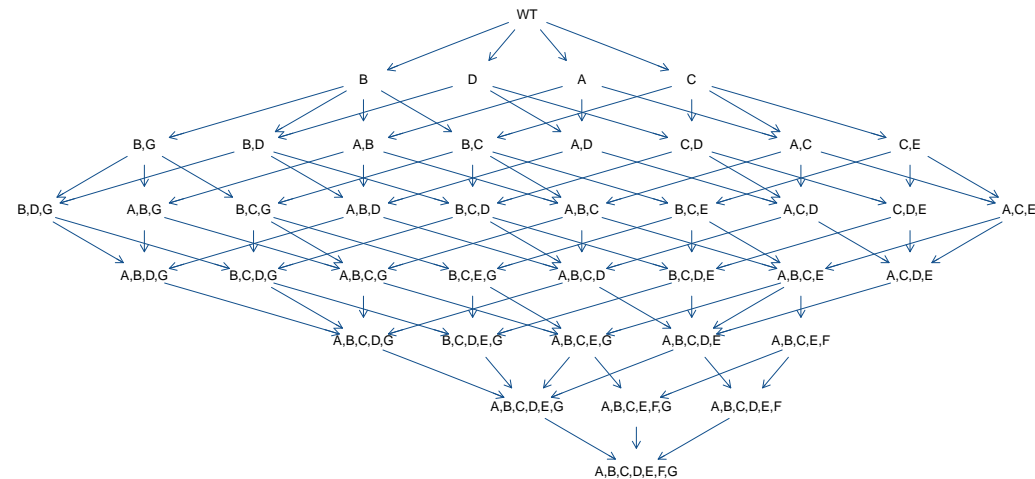 WT
B D A C
B,G B,D A,B B,C A,D C,D A,C C,E
B,D,G A,B,G B,C,G A,B,D B,C,D A,B,C B,C,E A,C,D C,D,E A,C,E
A,B,D,G B,C,D,G A,B,C,G B,C,E,G A,B,C,D B,C,D,E A,B,C,E A,C,D,E
A,B,C,D,G B,C,D,E,G A,B,C,E,G A,B,C,D,E A,B,C,E,F
A,B,C,D,E,G A,B,C,E,F,G A,B,C,D,E,F
A,B,C,D,E,F,G